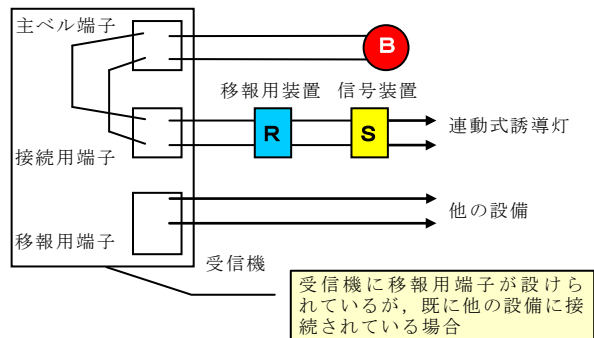 主ベル端子
B
移報用装置 信号装置
R
S
連動式誘導灯
接続用端子
他の設備
移報用端子
受信機
受信機に移報用端子が設けら
れているが，既に他の設備に接
続されている場合